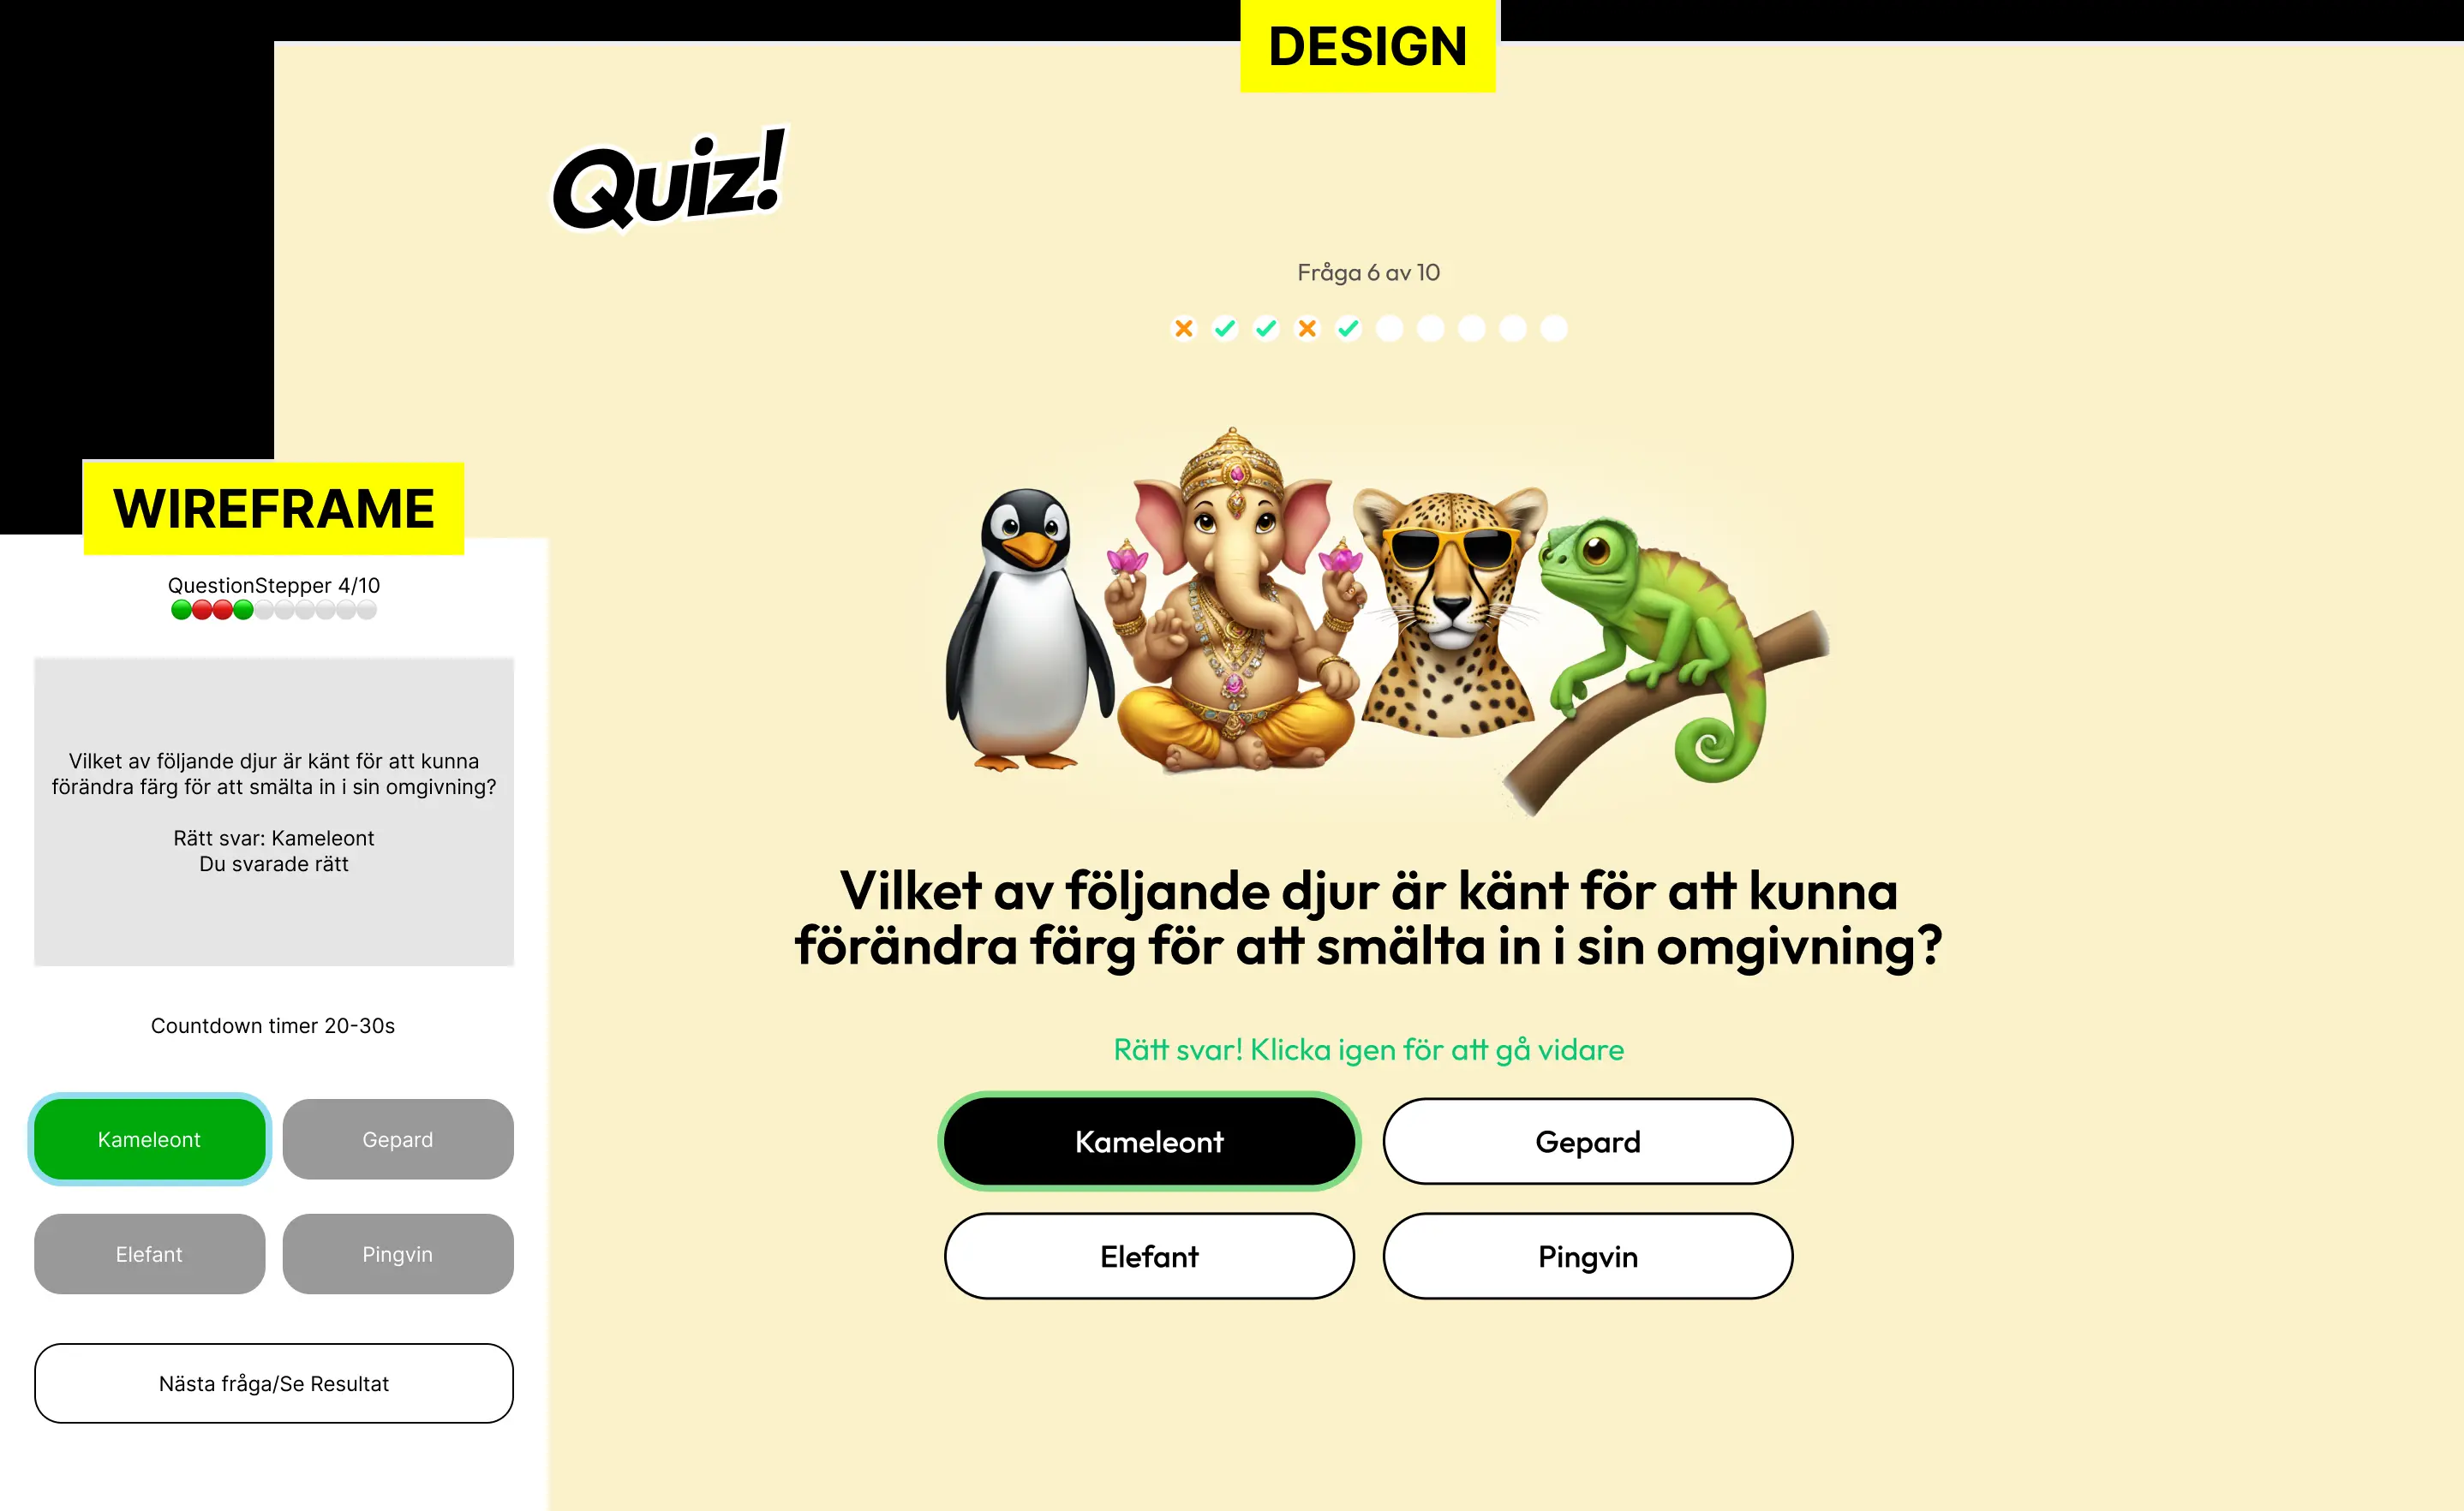 DESIGN
Quiz!
Fråga 6 av 10
Vilket av följande djur är känt för att kunna
förändra färg för att smälta in i sin omgivning?
Rätt svar! Klicka igen för att gå vidare
Kameleont
Gepard
Elefant
Pingvin
WIREFRAME
QuestionStepper 4/10
Vilket av följande djur är känt för att kunna
förändra färg för att smälta in i sin omgivning?
Rätt svar: Kameleont
Du svarade rätt
Countdown timer 20-30s
Kameleont
Gepard
Elefant
Pingvin
Nästa fråga/Se Resultat